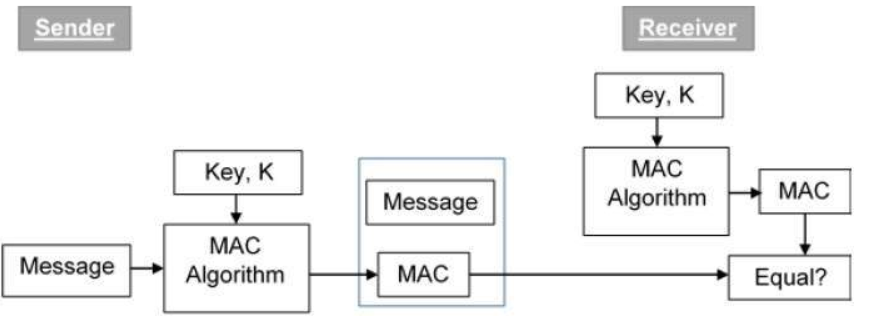 Sender
Receiver
Key, K
MAC
Algorithm
MAC
Key, K
Message
Message
MAC
Algorithm
MAC
Equal?